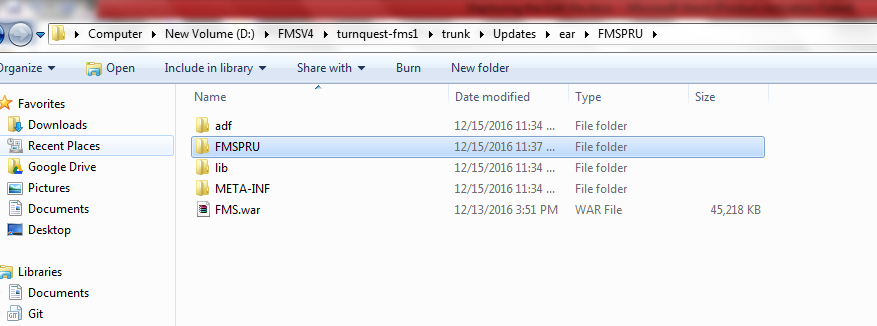 Computer New Volume (D:) FMSV4 turnquest-fms1 trunk Updates ear FMSPRU
Organize Open Include in library Share with Burn New folder
Favorites
Downloads
Recent Places
Google Drive
Pictures
Documents
Desktop
Libraries
Documents
Git
Name Date modified Type Size
adf 12/15/2016 11:34 ... File folder
FMSPRU 12/15/2016 11:37 ... File folder
lib 12/15/2016 11:34 ... File folder
META-INF 12/15/2016 11:34 ... File folder
FMS.war 12/13/2016 3:51 PM WAR File 45,218 KB